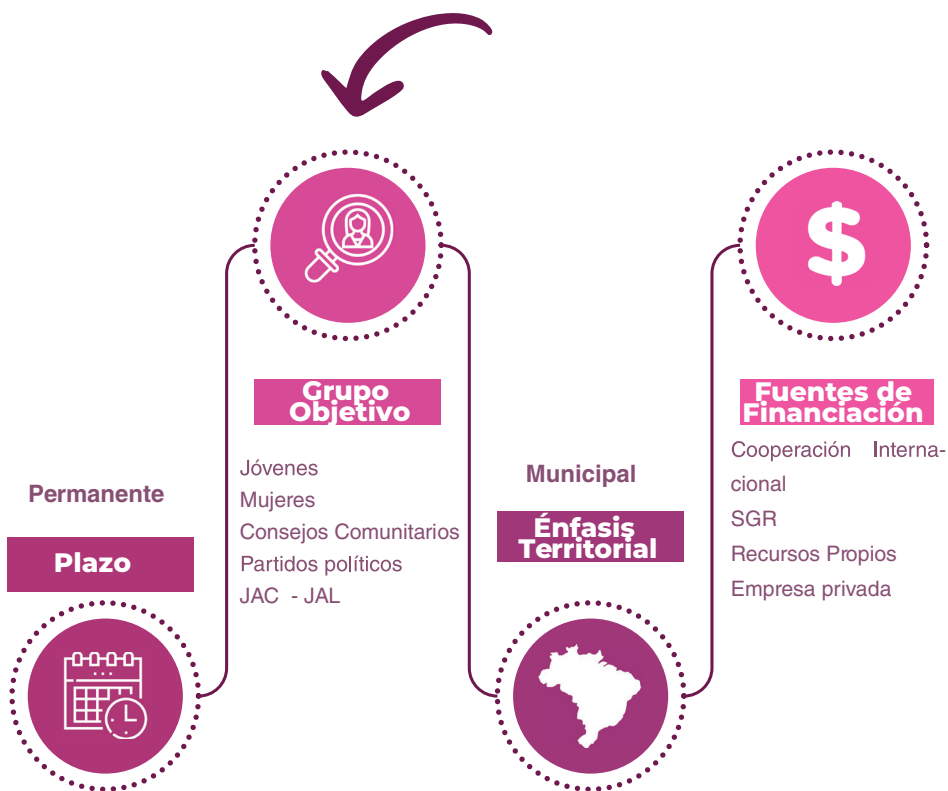 Permanente
Plazo
Grupo
Objetivo
Jóvenes
Mujeres
Consejos Comunitarios
Partidos políticos
JAC - JAL
Municipal
Énfasis
Territorial
$
Fuentes de
Financiación
Cooperación Interna-
cional
SGR
Recursos Propios
Empresa privada